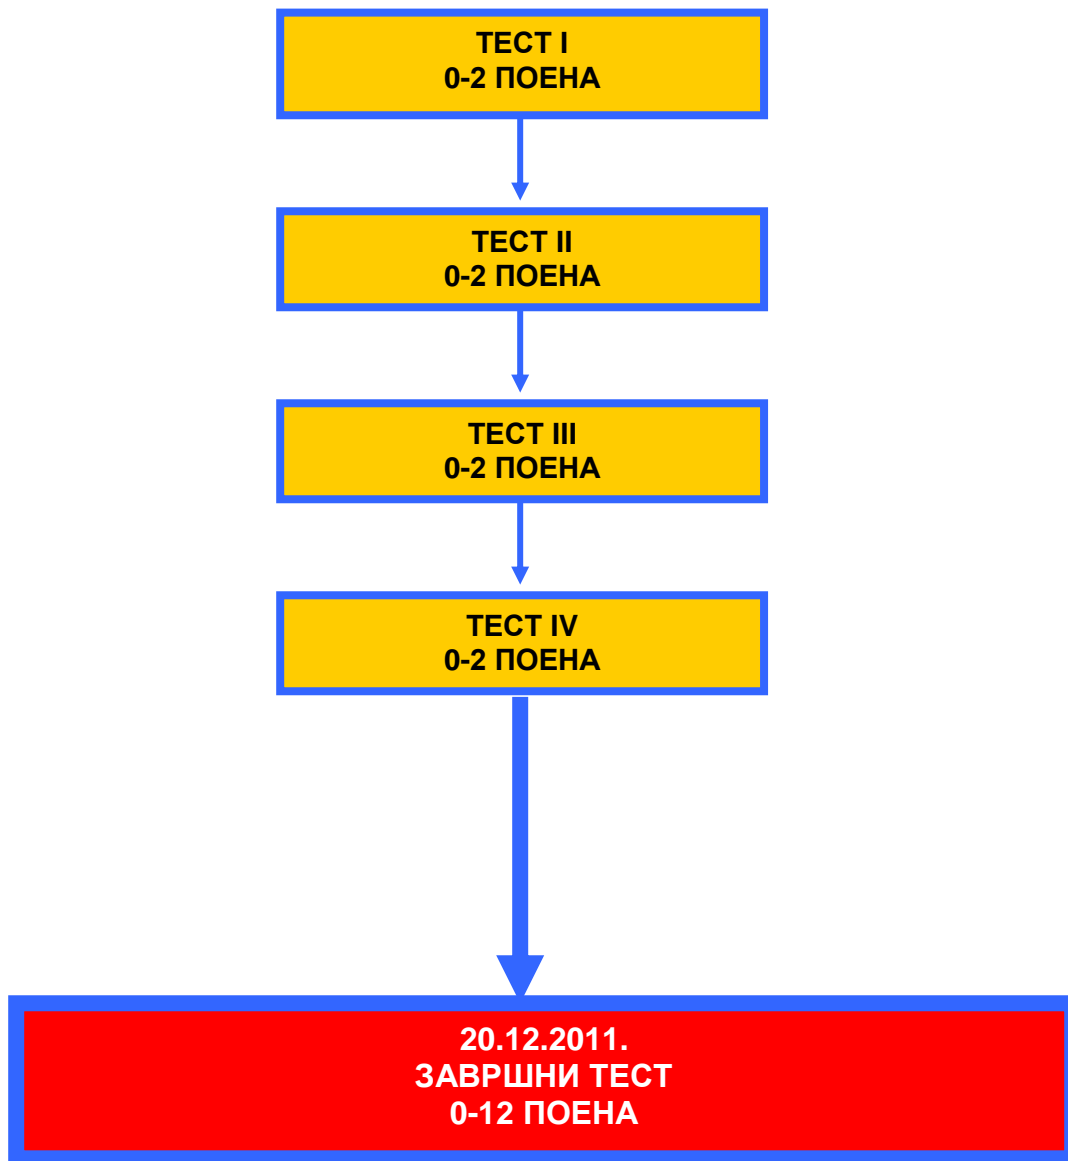 ТЕСТ I
0-2 ПОЕНА
ТЕСТ II
0-2 ПОЕНА
ТЕСТ III
0-2 ПОЕНА
ТЕСТ IV
0-2 ПОЕНА
20.12.2011.
ЗАВРШНИ ТЕСТ
0-12 ПОЕНА